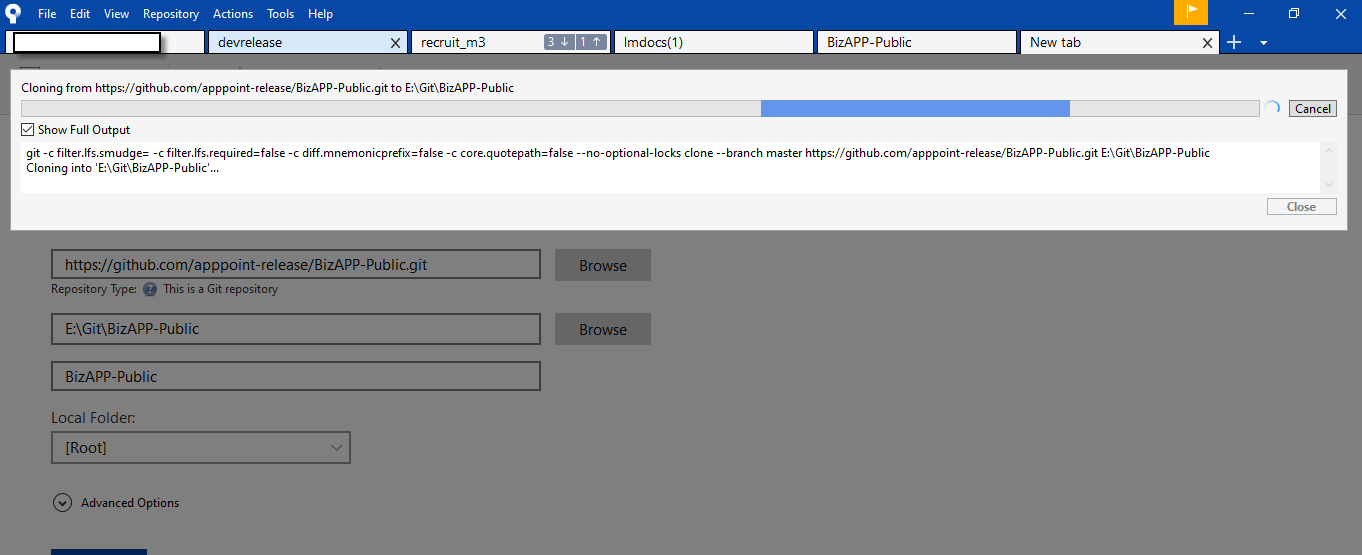 File Edit View Repository Actions Tools Help
devrelease recruit_m3 3 1 lmdocs(1) BizAPP-Public New tab
Cloning from https://github.com/apppoint-release/BizAPP-Public.git to E:\Git\BizAPP-Public
Cancel
Show Full Output
git -c filter.lfs.smudge= -c filter.lfs.required=false -c diff.mnemonicprefix=false -c core.quotepath=false --no-optional-locks clone --branch master https://github.com/apppoint-release/BizAPP-Public.git E:\Git\BizAPP-Public
Cloning into 'E:\Git\BizAPP-Public'...
Close
https://github.com/apppoint-release/BizAPP-Public.git Browse
Repository Type: ? This is a Git repository
E:\Git\BizAPP-Public Browse
BizAPP-Public
Local Folder:
[Root]
Advanced Options